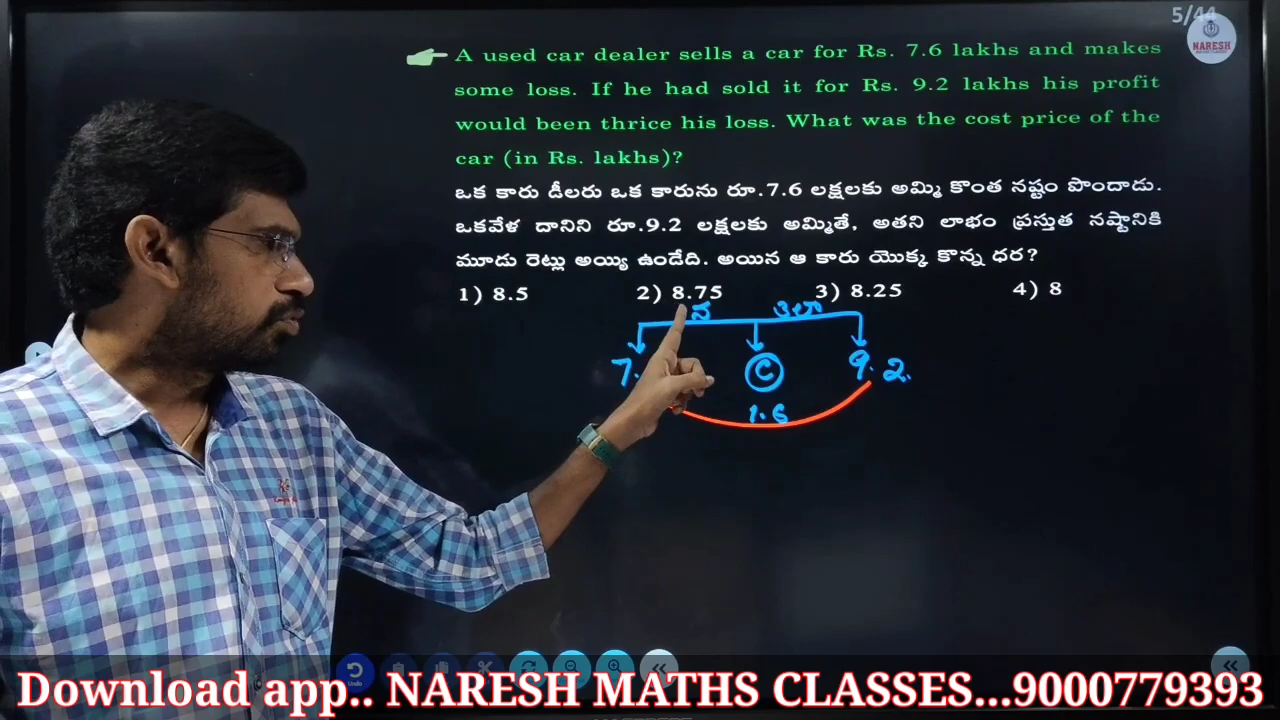 5/44
NARESH
A used car dealer sells a car for Rs. 7.6 lakhs and makes
some loss. If he had sold it for Rs. 9.2 lakhs his profit
would been thrice his loss. What was the cost price of the
car (in Rs. lakhs)?
ఒక కారు డీలరు ఒక కారును రూ.7.6 లక్షలకు అమ్మి కొంత నష్టం పొందాడు.
ఒకవేళ దానిని రూ.9.2 లక్షలకు అమ్మితే, అతని లాభం ప్రస్తుత నష్టానికి
మూడు రెట్లు అయ్యి ఉండేది. అయిన ఆ కారు యొక్క కొన్న ధర?
1) 8.5 2) 8.75 3) 8.25 4) 8
న 3లా
7. C 9.2.
1.6
Undo
Download app.. NARESH MATHS CLASSES...9000779393